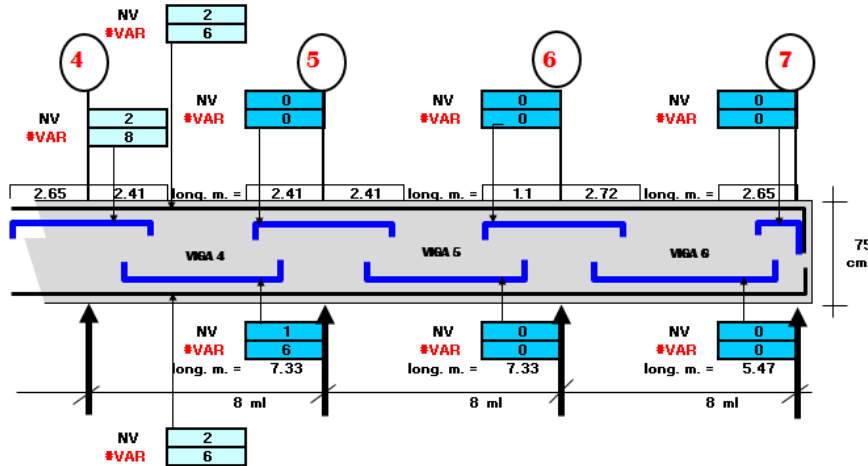 NV 2
#VAR 6
4 5 6 7
NV 2
#VAR 8
NV 0
#VAR 0
NV 0
#VAR 0
NV 0
#VAR 0
2.65 2.41 long. m. = 2.41 2.41 long. m. = 1.1 2.72 long. m. = 2.65
VIGA 4 VIGA 5 VIGA 6
75
cm
NV 1
#VAR 6
long. m. = 7.33
NV 0
#VAR 0
long. m. = 7.33
NV 0
#VAR 0
long. m. = 5.47
8 ml 8 ml 8 ml
NV 2
#VAR 6